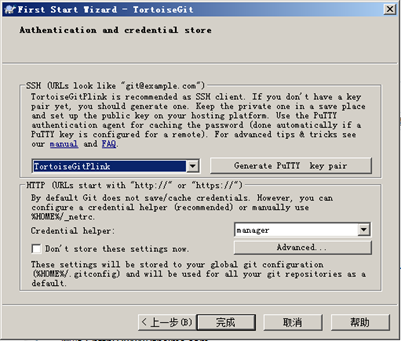 First Start Wizard - TortoiseGit
Authentication and credential store
SSH (URLs look like "git@example.com")
TortoiseGitPlink is recommended as SSH client. If you don't have a key
pair yet, you should generate one. Keep the private one in a save place
and set up the public key on your hosting platform. Use the PuTTY
authentication agent for caching the password (done automatically if a
PuTTY key is configured for a remote). For advanced tips & tricks see
our manual and FAQ.
TortoiseGitPlink
Generate PuTTY key pair
HTTP (URLs start with "http://" or "https://")
By default Git does not save/cache credentials. However, you can
configure a credential helper (recommended) or manually use
%HOME%/_netrc.
Credential helper:
manager
Don't store these settings now.
Advanced...
These settings will be stored to your global git configuration
(%HOME%/.gitconfig) and will be used for all your git repositories as a
default.
< 上一步(B)
完成
取消
帮助